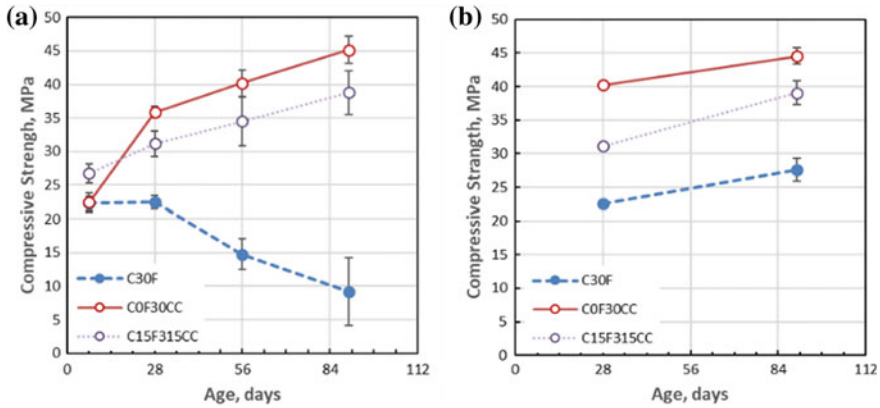 (a)
Compressive Strengh, MPa
50
45
40
35
30
25
20
15
10
5
0
C30F
C0F30CC
C15F315CC
0 28 56 84 112
Age, days
(b)
Compressive Strangth, MPa
50
45
40
35
30
25
20
15
10
5
0
C30F
C0F30CC
C15F315CC
0 28 56 84 112
Age, days